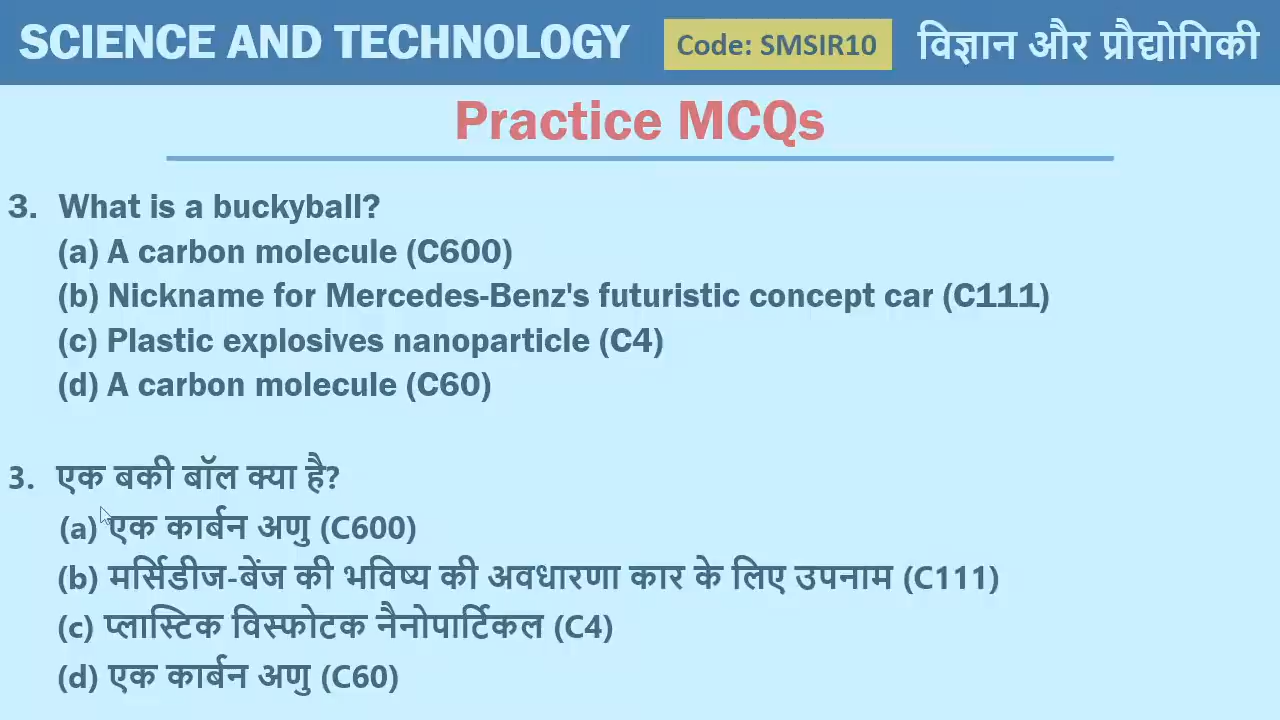 SCIENCE AND TECHNOLOGY Code: SMSIR10 विज्ञान और प्रौद्योगिकी
Practice MCQs
3. What is a buckyball?
(a) A carbon molecule (C600)
(b) Nickname for Mercedes-Benz's futuristic concept car (C111)
(c) Plastic explosives nanoparticle (C4)
(d) A carbon molecule (C60)
3. एक बकी बॉल क्या है?
(a) एक कार्बन अणु (C600)
(b) मर्सिडीज-बेंज की भविष्य की अवधारणा कार के लिए उपनाम (C111)
(c) प्लास्टिक विस्फोटक नैनोपार्टिकल (C4)
(d) एक कार्बन अणु (C60)